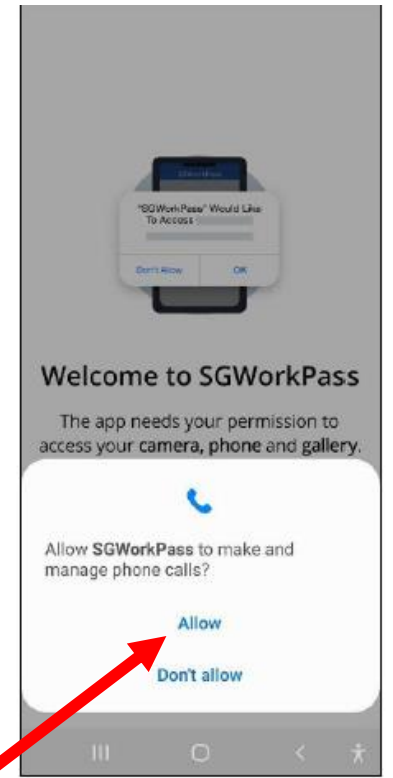 SGWorkPass
"SGWorkPass" Would Like
To Access
Don't Allow
OK
Welcome to SGWorkPass
The app needs your permission to
access your camera, phone and gallery.
Allow SGWorkPass to make and
manage phone calls?
Allow
Don't allow